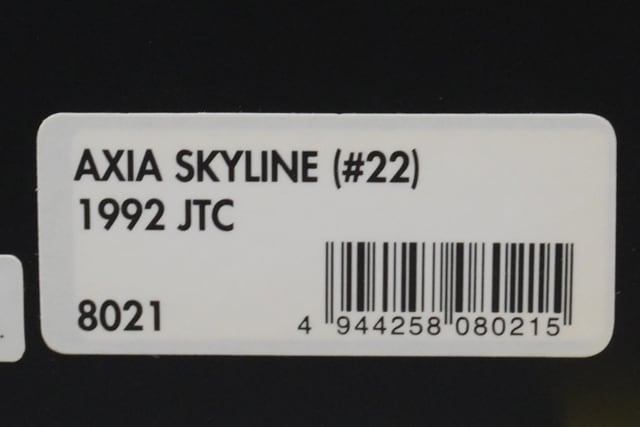 AXIA SKYLINE (#22)
1992 JTC
8021
4 944258 080215